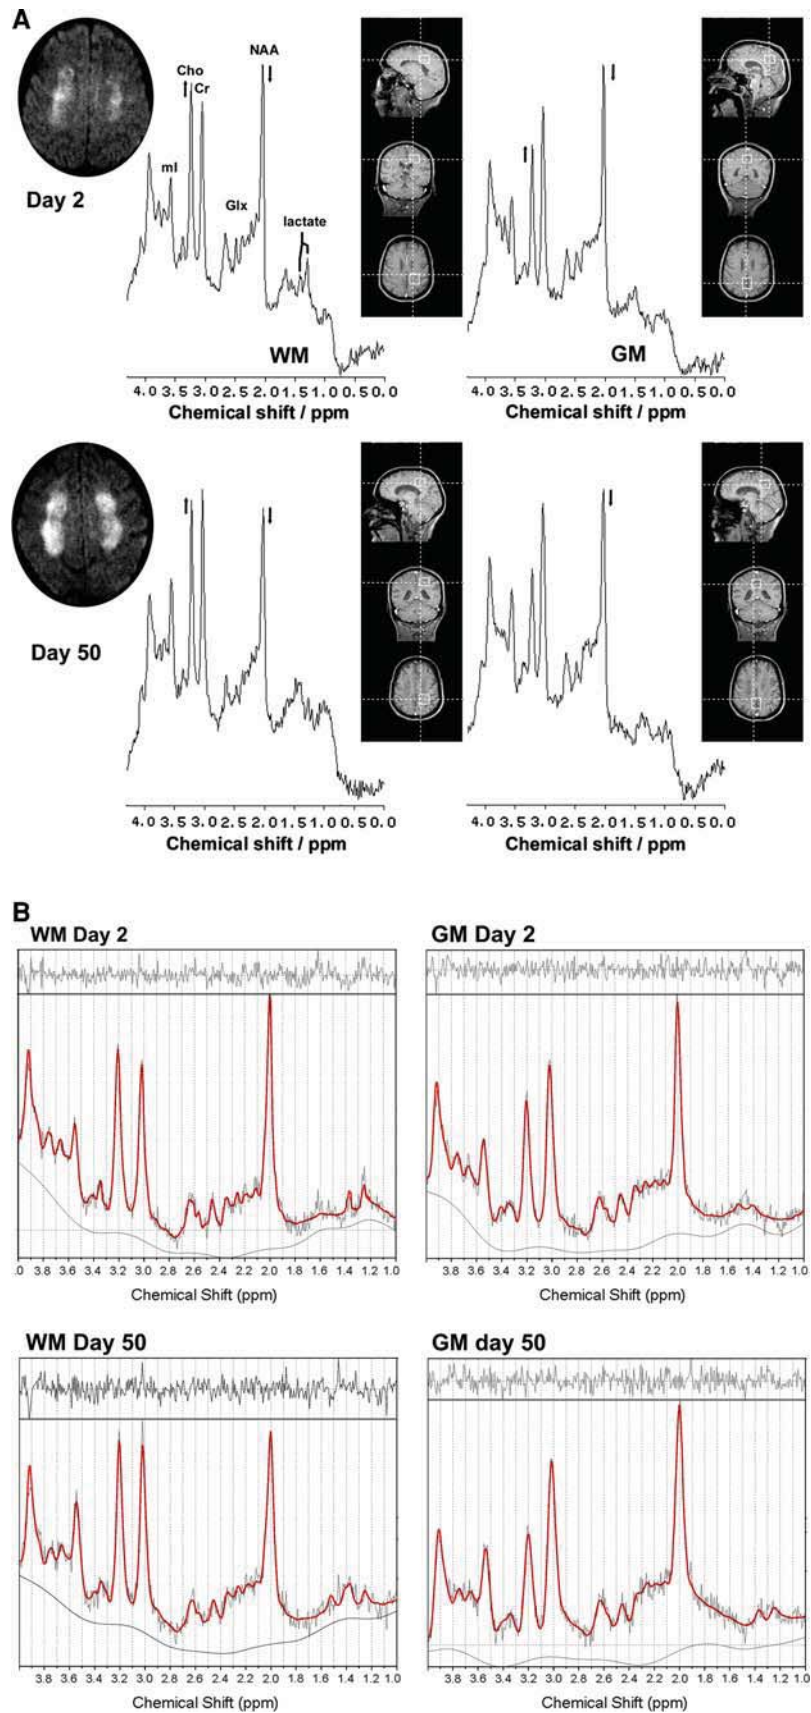 A
Cho
Cr
NAA
mI
Glx
lactate
Day 2
WM
GM
4.0 3.5 3.0 2.5 2.0 1.5 1.0 0.5 0.0
Chemical shift / ppm
4.0 3.5 3.0 2.5 2.0 1.5 1.0 0.5 0.0
Chemical shift / ppm
Day 50
4.0 3.5 3.0 2.5 2.0 1.5 1.0 0.5 0.0
Chemical shift / ppm
4.0 3.5 3.0 2.5 2.0 1.5 1.0 0.5 0.0
Chemical shift / ppm
B
WM Day 2
GM Day 2
.0 3.8 3.6 3.4 3.2 3.0 2.8 2.6 2.4 2.2 2.0 1.8 1.6 1.4 1.2 1.0
Chemical Shift (ppm)
3.8 3.6 3.4 3.2 3.0 2.8 2.6 2.4 2.2 2.0 1.8 1.6 1.4 1.2 1.0
Chemical Shift (ppm)
WM Day 50
GM day 50
3.8 3.6 3.4 3.2 3.0 2.8 2.6 2.4 2.2 2.0 1.8 1.6 1.4 1.2 1.0
Chemical Shift (ppm)
3.8 3.6 3.4 3.2 3.0 2.8 2.6 2.4 2.2 2.0 1.8 1.6 1.4 1.2 1.0
Chemical Shift (ppm)